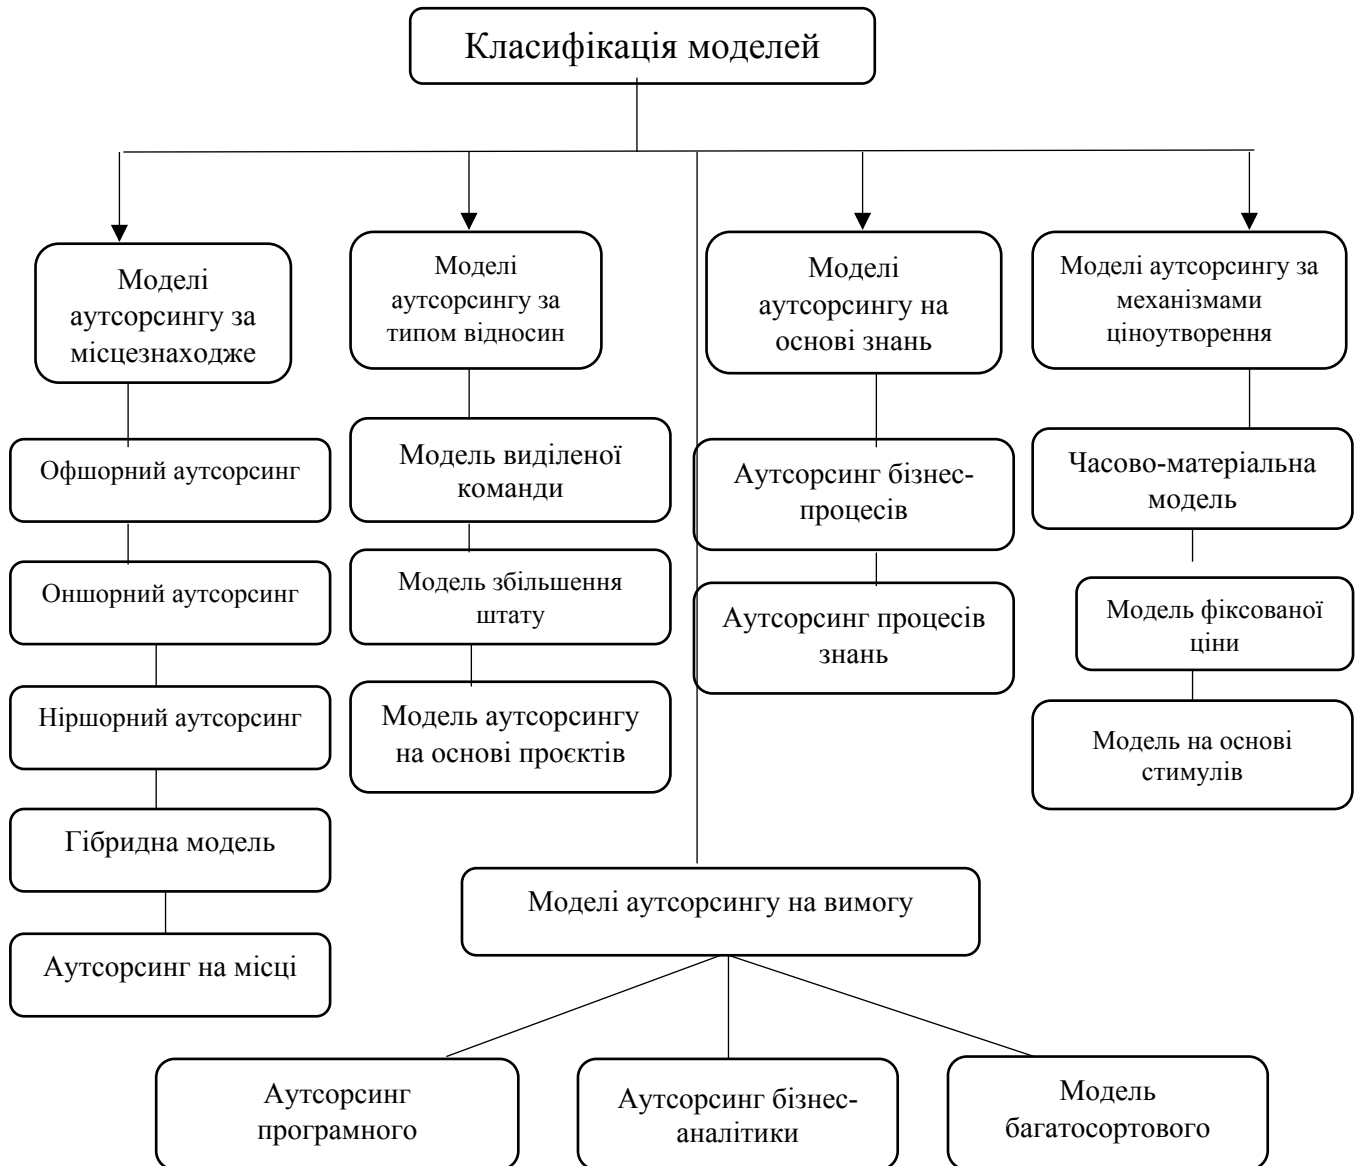 Класифікація моделей
Моделі
аутсорсингу за
місцезнаходже
Офшорний аутсорсинг
Оншорний аутсорсинг
Ніршорний аутсорсинг
Гібридна модель
Аутсорсинг на місці
Моделі
аутсорсингу за
типом відносин
Модель виділеної
команди
Модель збільшення
штату
Модель аутсорсингу
на основі проєктів
Моделі
аутсорсингу на
основі знань
Аутсорсинг бізнес-
процесів
Аутсорсинг процесів
знань
Моделі аутсорсингу за
механізмами
ціноутворення
Часово-матеріальна
модель
Модель фіксованої
ціни
Модель на основі
стимулів
Моделі аутсорсингу на вимогу
Аутсорсинг
програмного
Аутсорсинг бізнес-
аналітики
Модель
багатосортового